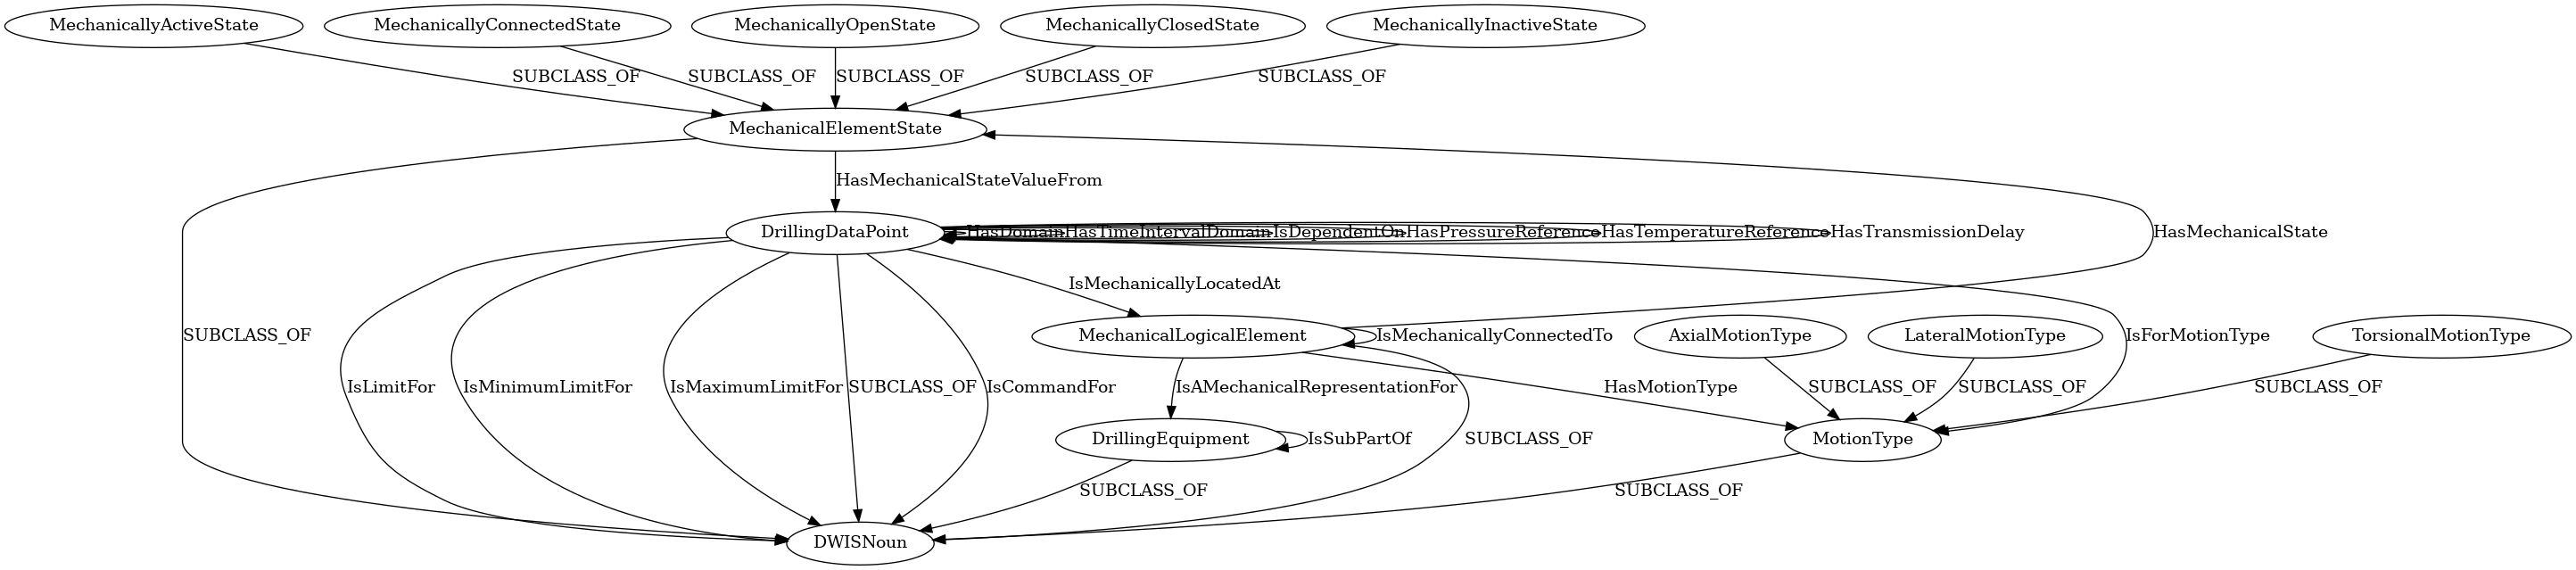 MechanicallyActiveState
MechanicallyConnectedState
MechanicallyOpenState
MechanicallyClosedState
MechanicallyInactiveState
SUBCLASS_OF
SUBCLASS_OF
SUBCLASS_OF
SUBCLASS_OF
SUBCLASS_OF
MechanicalElementState
HasMechanicalStateValueFrom
DrillingDataPoint
HasDomain
HasTimeIntervalDomain
IsDependentOn
HasPressureReference
HasTemperatureReference
HasTransmissionDelay
HasMechanicalState
IsMechanicallyLocatedAt
SUBCLASS_OF
MechanicalLogicalElement
IsMechanicallyConnectedTo
AxialMotionType
LateralMotionType
IsForMotionType
TorsionalMotionType
IsLimitFor
IsMinimumLimitFor
IsMaximumLimitFor
SUBCLASS_OF
IsCommandFor
IsAMechanicalRepresentationFor
HasMotionType
SUBCLASS_OF
SUBCLASS_OF
SUBCLASS_OF
DrillingEquipment
IsSubPartOf
SUBCLASS_OF
MotionType
SUBCLASS_OF
SUBCLASS_OF
DWISNoun